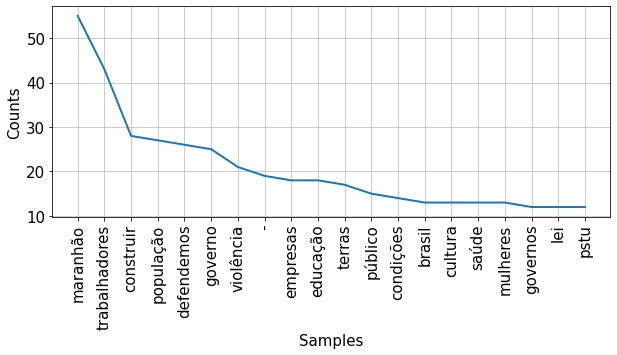 50
40
30
20
10
Counts
maranhão
trabalhadores
construir
população
defendemos
governo
violência
-
empresas
educação
terras
público
condições
brasil
cultura
saúde
mulheres
governos
lei
pstu
Samples